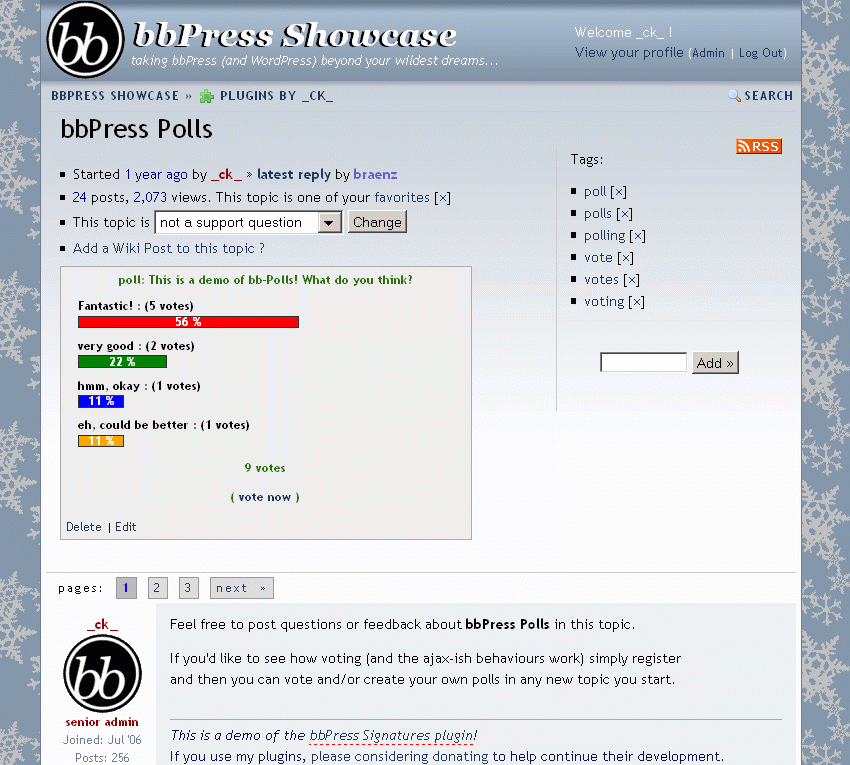 bb bbPress Showcase
taking bbPress (and WordPress) beyond your wildest dreams...
Welcome _ck_ !
View your profile (Admin | Log Out)
BBPRESS SHOWCASE » PLUGINS BY _CK_
SEARCH
bbPress Polls
RSS
Started 1 year ago by _ck_ » latest reply by braenz
24 posts, 2,073 views. This topic is one of your favorites [×]
This topic is not a support question Change
Add a Wiki Post to this topic ?
Tags:
poll [×]
polls [×]
polling [×]
vote [×]
votes [×]
voting [×]
Add »
poll: This is a demo of bb-Polls! What do you think?
Fantastic! : (5 votes)
56 %
very good : (2 votes)
22 %
hmm, okay : (1 votes)
11 %
eh, could be better : (1 votes)
11 %
9 votes
( vote now )
Delete | Edit
pages: 1 2 3 next »
_ck_
bb
senior admin
Joined: Jul '06
Posts: 256
Feel free to post questions or feedback about bbPress Polls in this topic.
If you'd like to see how voting (and the ajax-ish behaviours work) simply register
and then you can vote and/or create your own polls in any new topic you start.
This is a demo of the bbPress Signatures plugin!
If you use my plugins, please considering donating to help continue their development.